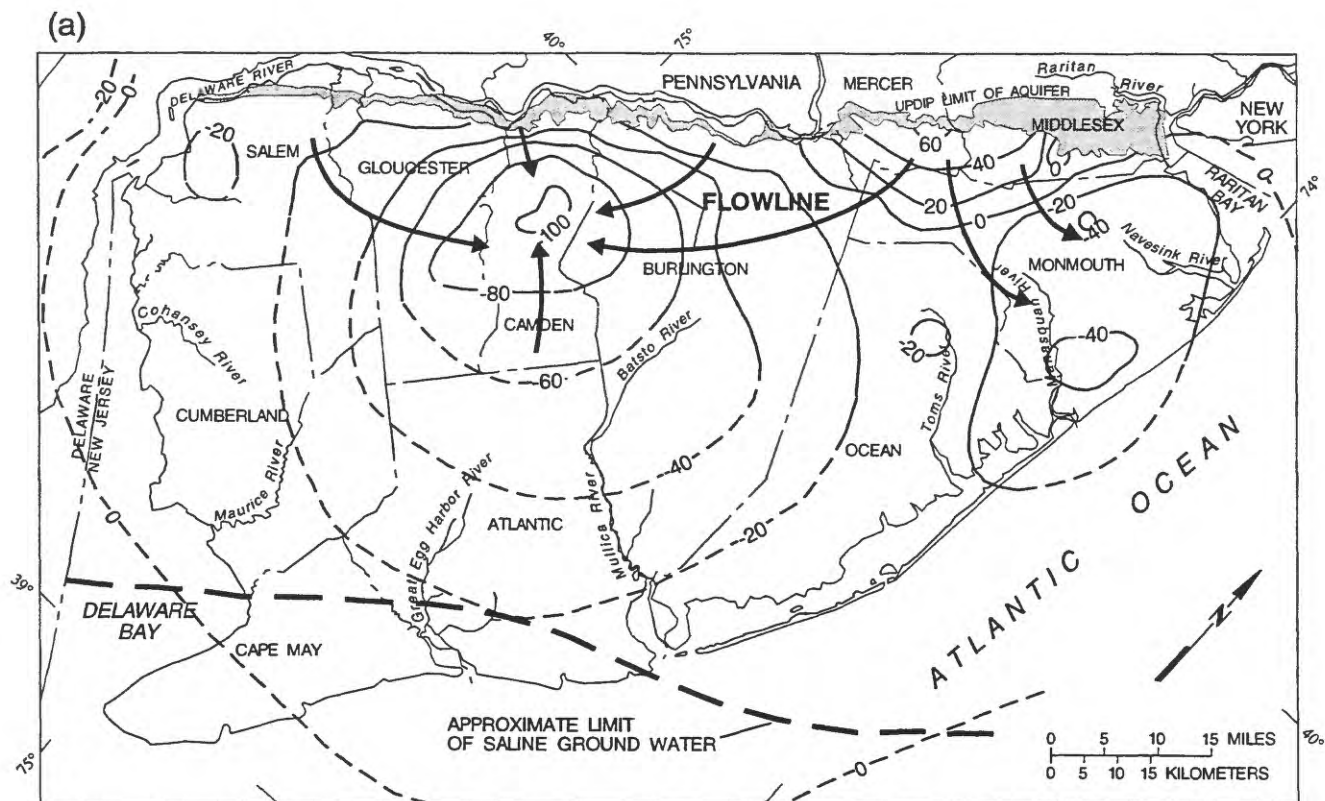 (a)
40°
75°
-20
0
DELAWARE RIVER
PENNSYLVANIA
MERCER
Raritan
River
UPDIP LIMIT OF AQUIFER
NEW
YORK
MIDDLESEX
-20
SALEM
GLOUCESTER
60
40
0
20
0
-20
0
74°
RARITAN
BAY
FLOWLINE
-100
-40
Navesink River
MONMOUTH
BURLINGTON
River
Manasquan
-80
CAMDEN
Cohansey
River
Batsto River
-20
-40
Toms River
-60
CUMBERLAND
DELAWARE
NEW JERSEY
-40
OCEAN
Maurice River
0
ATLANTIC
Great Egg Harbor River
Mullica River
-20
39°
DELAWARE
BAY
CAPE MAY
ATLANTIC OCEAN
N
APPROXIMATE LIMIT
OF SALINE GROUND WATER
0
75°
40°
0 5 10 15 MILES
0 5 10 15 KILOMETERS